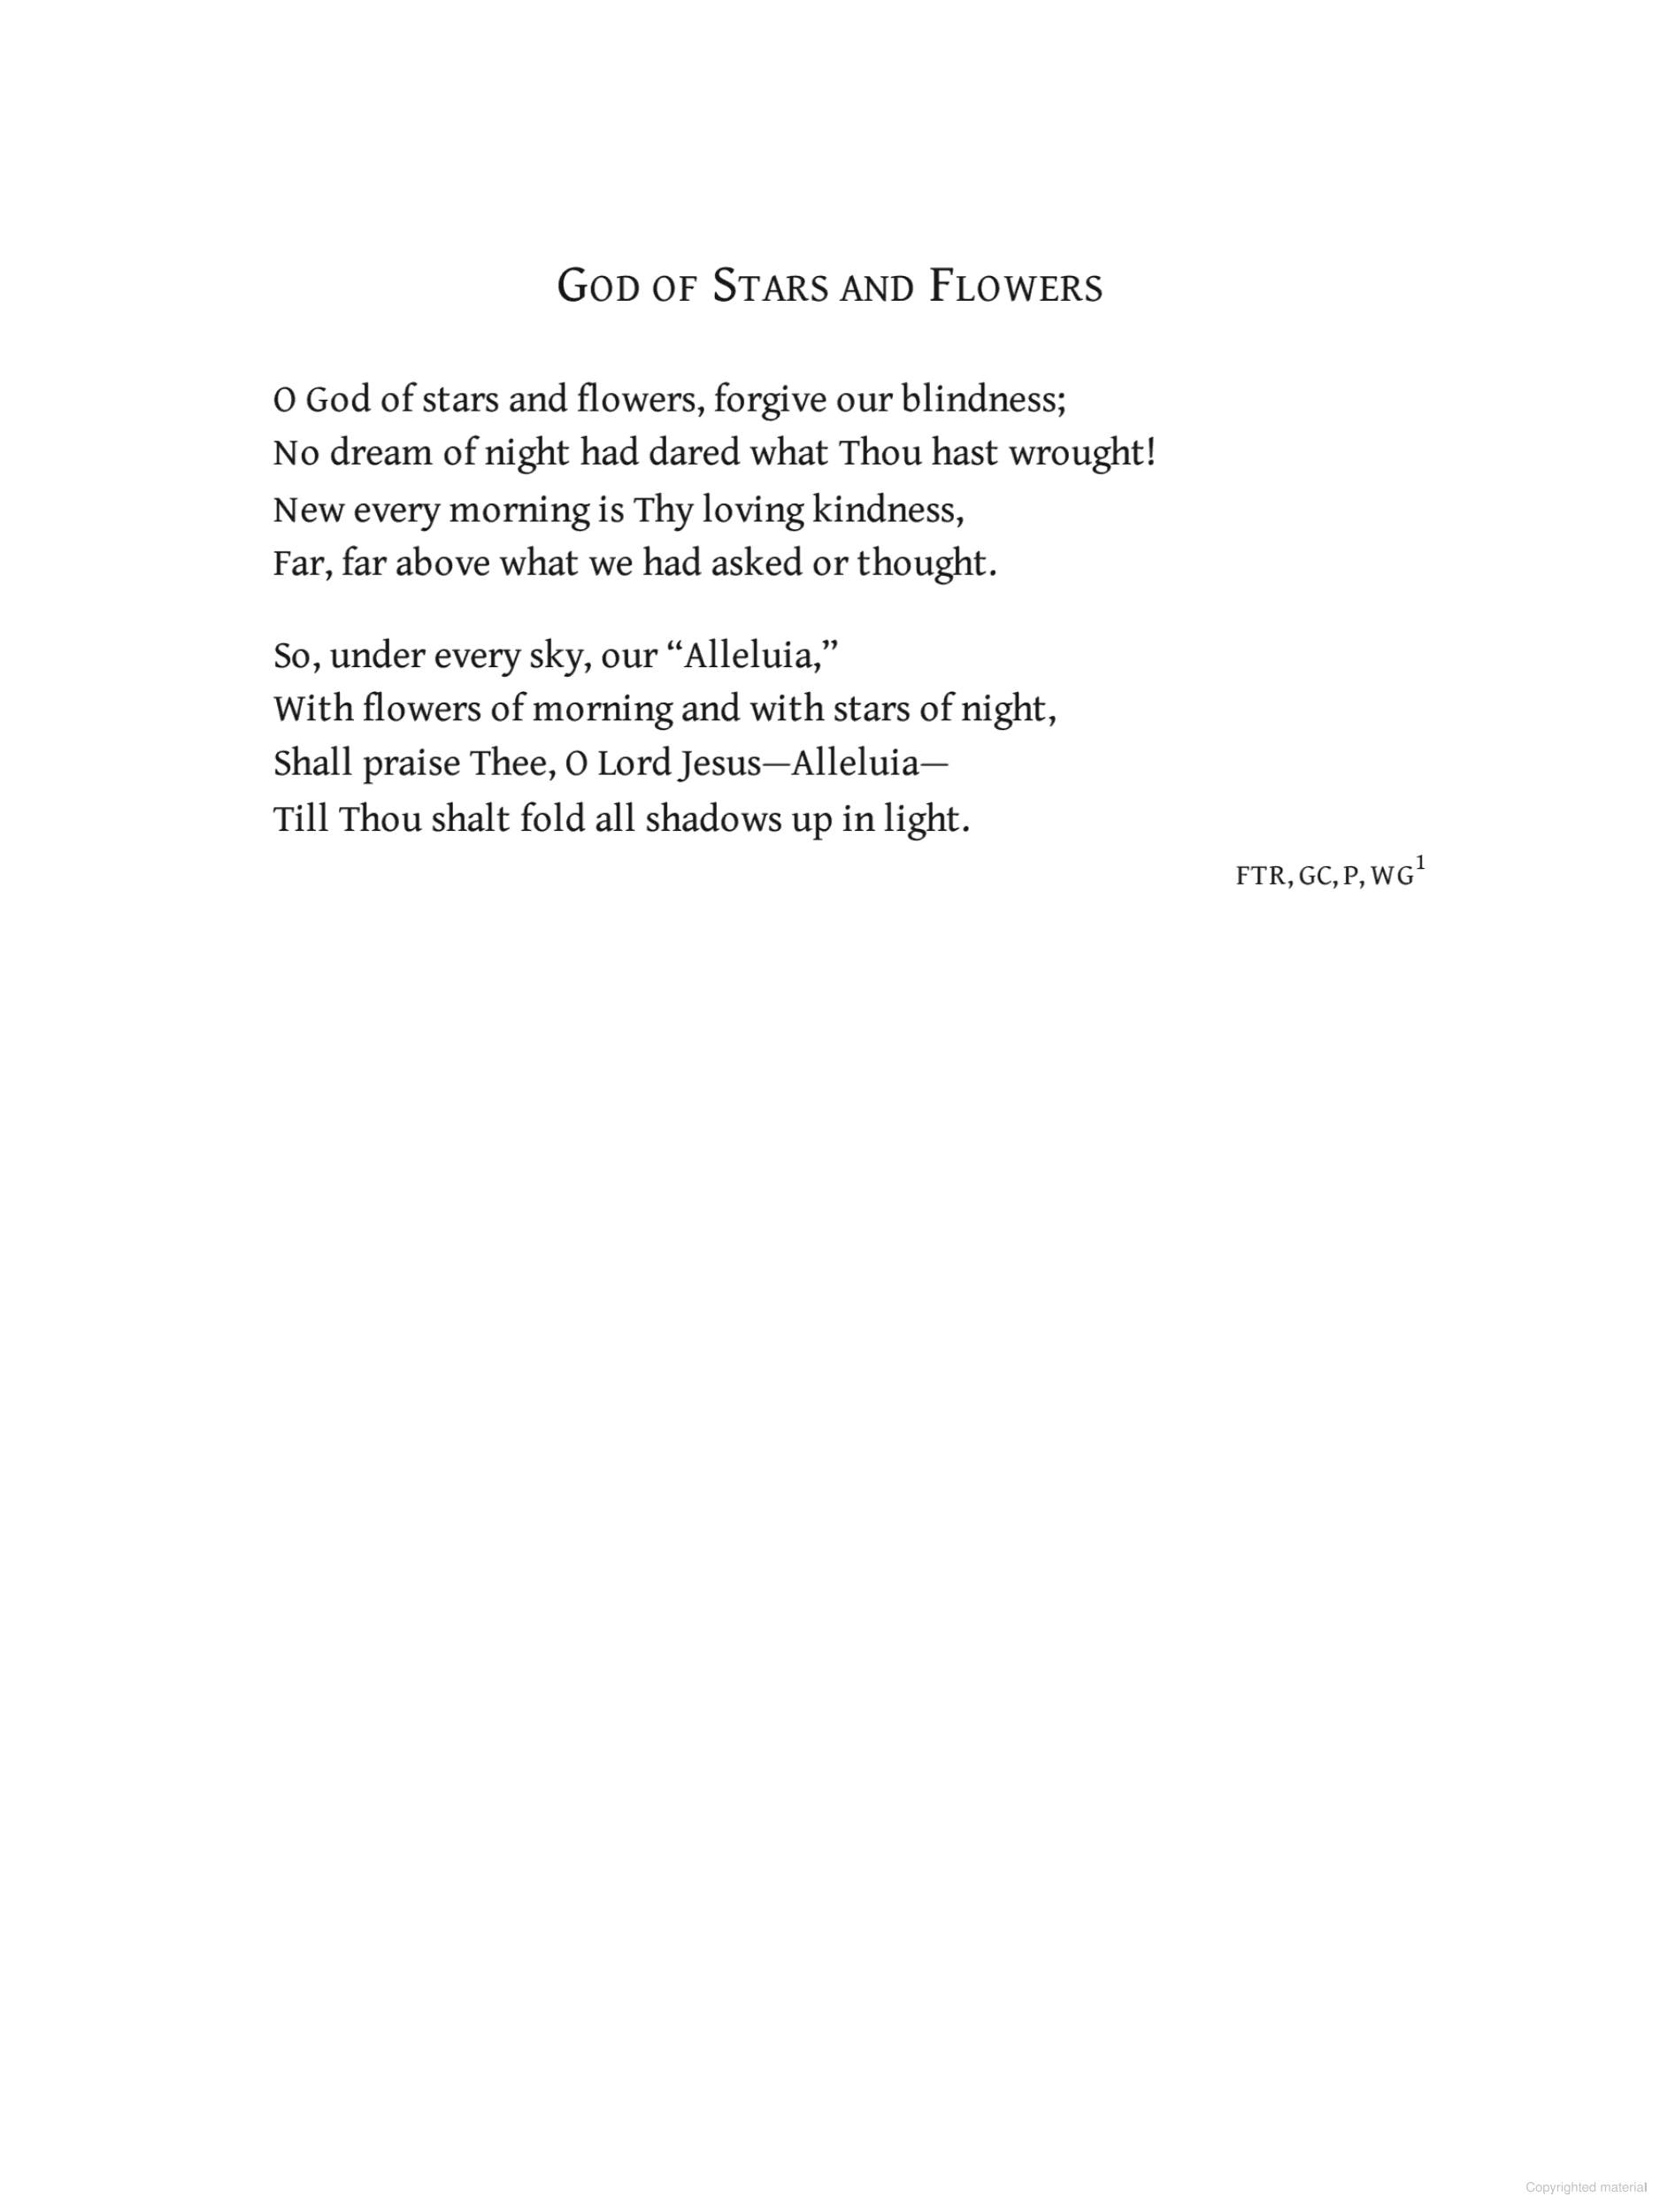 God of Stars and Flowers
O God of stars and flowers, forgive our blindness;
No dream of night had dared what Thou hast wrought!
New every morning is Thy loving kindness,
Far, far above what we had asked or thought.
So, under every sky, our “Alleluia,”
With flowers of morning and with stars of night,
Shall praise Thee, O Lord Jesus—Alleluia—
Till Thou shalt fold all shadows up in light.
FTR, GC, P, WG¹
Copyrighted material